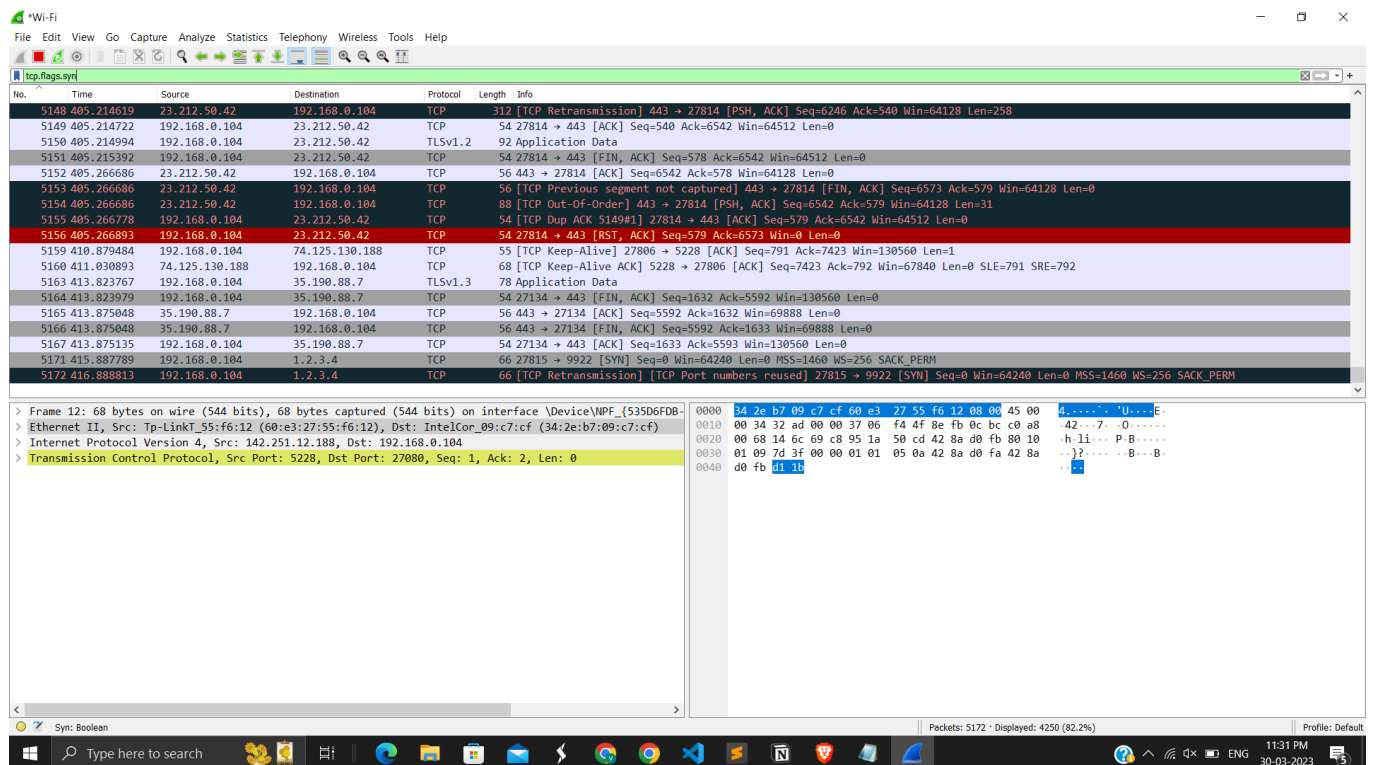 *Wi-Fi
File Edit View Go Capture Analyze Statistics Telephony Wireless Tools Help
tcp.flags.syn
No. Time Source Destination Protocol Length Info
5148 405.214619 23.212.50.42 192.168.0.104 TCP 312 [TCP Retransmission] 443 → 27814 [PSH, ACK] Seq=6246 Ack=540 Win=64128 Len=258
5149 405.214722 192.168.0.104 23.212.50.42 TCP 54 27814 → 443 [ACK] Seq=540 Ack=6542 Win=64512 Len=0
5150 405.214994 192.168.0.104 23.212.50.42 TLSv1.2 92 Application Data
5151 405.215392 192.168.0.104 23.212.50.42 TCP 54 27814 → 443 [FIN, ACK] Seq=578 Ack=6542 Win=64512 Len=0
5152 405.266686 23.212.50.42 192.168.0.104 TCP 56 443 → 27814 [ACK] Seq=6542 Ack=578 Win=64128 Len=0
5153 405.266686 23.212.50.42 192.168.0.104 TCP 56 [TCP Previous segment not captured] 443 → 27814 [FIN, ACK] Seq=6573 Ack=579 Win=64128 Len=0
5154 405.266686 23.212.50.42 192.168.0.104 TCP 88 [TCP Out-Of-Order] 443 → 27814 [PSH, ACK] Seq=6542 Ack=579 Win=64128 Len=31
5155 405.266778 192.168.0.104 23.212.50.42 TCP 54 [TCP Dup ACK 5149#1] 27814 → 443 [ACK] Seq=579 Ack=6542 Win=64512 Len=0
5156 405.266893 192.168.0.104 23.212.50.42 TCP 54 27814 → 443 [RST, ACK] Seq=579 Ack=6573 Win=0 Len=0
5159 410.879484 192.168.0.104 74.125.130.188 TCP 55 [TCP Keep-Alive] 27806 → 5228 [ACK] Seq=791 Ack=7423 Win=130560 Len=1
5160 411.030893 74.125.130.188 192.168.0.104 TCP 68 [TCP Keep-Alive ACK] 5228 → 27806 [ACK] Seq=7423 Ack=792 Win=67840 Len=0 SLE=791 SRE=792
5163 413.823767 192.168.0.104 35.190.88.7 TLSv1.3 78 Application Data
5164 413.823979 192.168.0.104 35.190.88.7 TCP 54 27134 → 443 [FIN, ACK] Seq=1632 Ack=5592 Win=130560 Len=0
5165 413.875048 35.190.88.7 192.168.0.104 TCP 56 443 → 27134 [ACK] Seq=5592 Ack=1632 Win=69888 Len=0
5166 413.875048 35.190.88.7 192.168.0.104 TCP 56 443 → 27134 [FIN, ACK] Seq=5592 Ack=1633 Win=69888 Len=0
5167 413.875135 192.168.0.104 35.190.88.7 TCP 54 27134 → 443 [ACK] Seq=1633 Ack=5593 Win=130560 Len=0
5171 415.887789 192.168.0.104 1.2.3.4 TCP 66 27815 → 9922 [SYN] Seq=0 Win=64240 Len=0 MSS=1460 WS=256 SACK_PERM
5172 416.888813 192.168.0.104 1.2.3.4 TCP 66 [TCP Retransmission] [TCP Port numbers reused] 27815 → 9922 [SYN] Seq=0 Win=64240 Len=0 MSS=1460 WS=256 SACK_PERM
> Frame 12: 68 bytes on wire (544 bits), 68 bytes captured (544 bits) on interface \Device\NPF_{535D6FDB-
> Ethernet II, Src: Tp-LinkT_55:f6:12 (60:e3:27:55:f6:12), Dst: IntelCor_09:c7:cf (34:2e:b7:09:c7:cf)
> Internet Protocol Version 4, Src: 142.251.12.188, Dst: 192.168.0.104
> Transmission Control Protocol, Src Port: 5228, Dst Port: 27080, Seq: 1, Ack: 2, Len: 0
0000 34 2e b7 09 c7 cf 60 e3 27 55 f6 12 08 00 45 00 4.····`· 'U····E·
0010 00 34 32 ad 00 00 37 06 f4 4f 8e fb 0c bc c0 a8 ·42···7· ·O······
0020 00 68 14 6c 69 c8 95 1a 50 cd 42 8a d0 fb 80 10 ·h·li··· P·B·····
0030 01 09 7d 3f 00 00 01 01 05 0a 42 8a d0 fa 42 8a ··}?···· ··B···B·
0040 d0 fb d1 1b ····
Syn: Boolean
Packets: 5172 · Displayed: 4250 (82.2%)
Profile: Default
Type here to search
ENG
11:31 PM
30-03-2023
5